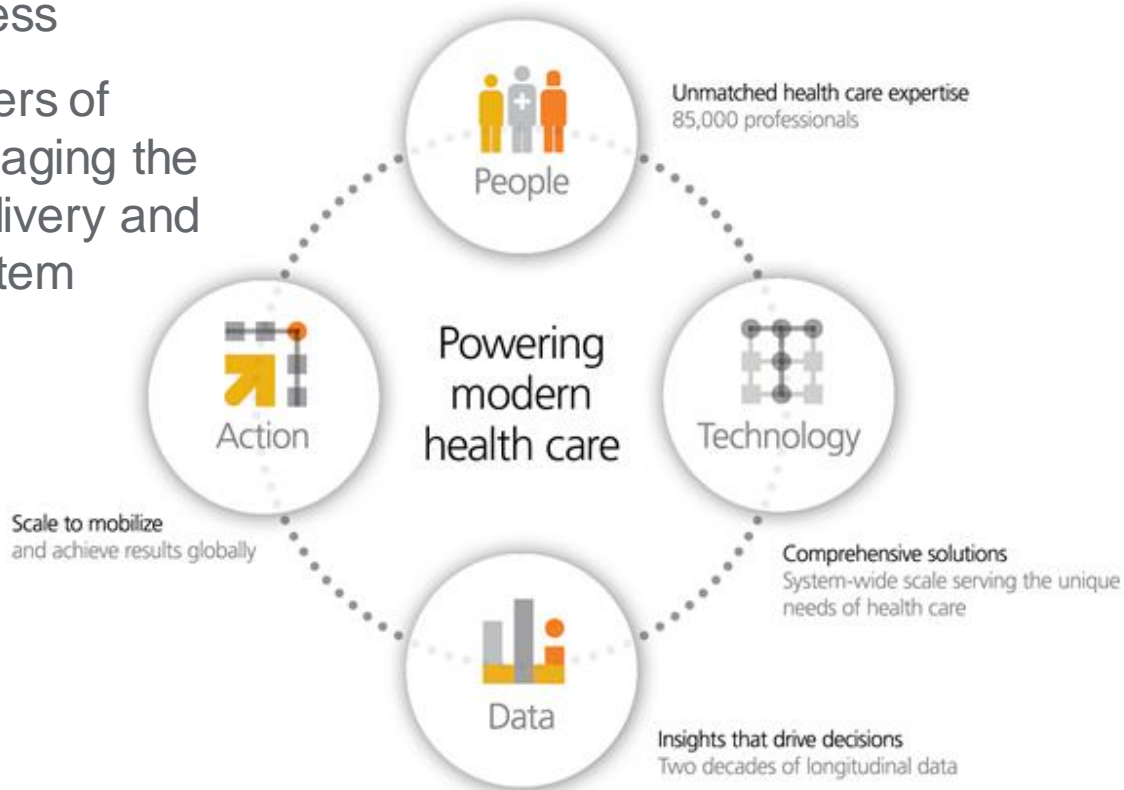 ess
ers of
aging the
livery and
tem
Unmatched health care expertise
85,000 professionals
People
Powering
modern
health care
Action
Technology
Scale to mobilize
and achieve results globally
Comprehensive solutions
System-wide scale serving the unique
needs of health care
Data
Insights that drive decisions
Two decades of longitudinal data